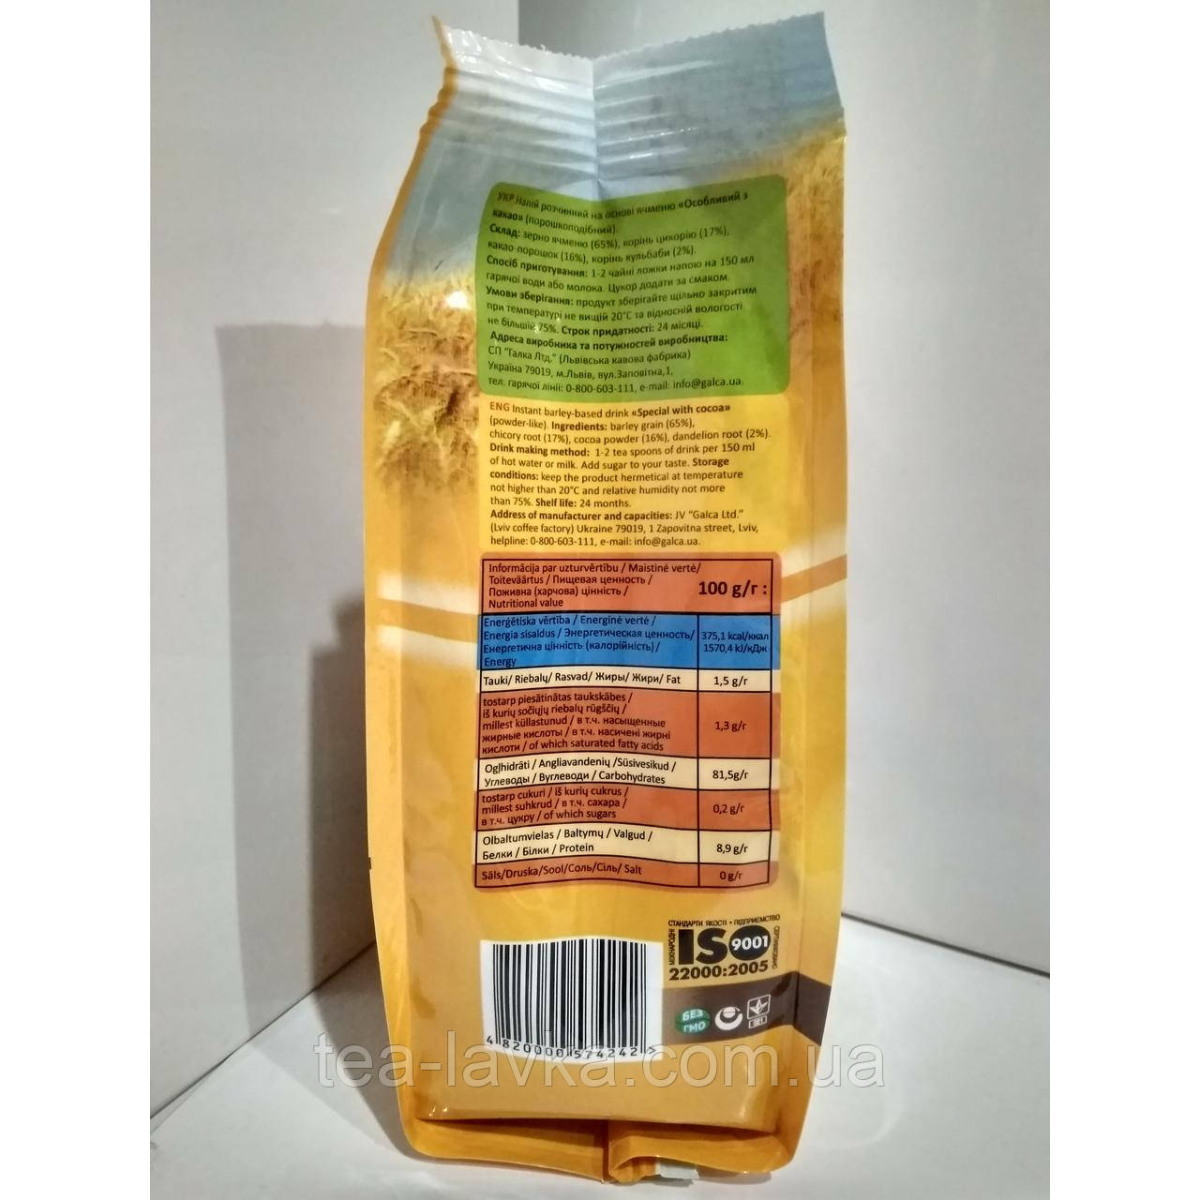 УКР Напій розчинний на основі ячменю «Особливий з
какао» (порошкоподібний).
Склад: зерно ячменю (65%), корінь цикорію (17%),
какао-порошок (16%), корінь кульбаби (2%).
Спосіб приготування: 1-2 чайні ложки напою на 150 мл
гарячої води або молока. Цукор додати за смаком.
Умови зберігання: продукт зберігайте щільно закритим
при температурі не вищій 20°С та відносній вологості
не більшій 75%. Строк придатності: 24 місяці.
Адреса виробника та потужностей виробництва:
СП "Галка Лтд." (Львівська кавова фабрика)
Україна 79019, м.Львів, вул.Заповітна,1,
тел. гарячої лінії: 0-800-603-111, e-mail: info@galca.ua.
ENG Instant barley-based drink «Special with cocoa»
(powder-like). Ingredients: barley grain (65%),
chicory root (17%), cocoa powder (16%), dandelion root (2%).
Drink making method: 1-2 tea spoons of drink per 150 ml
of hot water or milk. Add sugar to your taste. Storage
conditions: keep the product hermetical at temperature
not higher than 20°C and relative humidity not more
than 75%. Shelf life: 24 months.
Address of manufacturer and capacities: JV "Galca Ltd."
(Lviv coffee factory) Ukraine 79019, 1 Zapovitna street, Lviv,
helpline: 0-800-603-111, e-mail: info@galca.ua.
Informācija par uzturvērtību / Maistinė vertė/
Toiteväärtus / Пищевая ценность /
Поживна (харчова) цінність /
Nutritional value
100 g/г :
Enerģētiska vērtība / Energinė vertė /
Energia sisaldus / Энергетическая ценность/
Енергетична цінність (калорійність) /
Energy
375,1 kcal/ккал
1570,4 kJ/кДж
Tauki/ Riebalų/ Rasvad/ Жиры/ Жири/ Fat
1,5 g/г
tostarp piesātinātas taukskābes /
iš kurių sočiųjų riebalų rūgščių /
millest küllastunud / в т.ч. насыщенные
жирные кислоты / в т.ч. насичені жирні
кислоти / of which saturated fatty acids
1,3 g/г
Ogļhidrāti / Angliavandenių /Süsivesikud /
Углеводы / Вуглеводи / Carbohydrates
81,5g/г
tostarp cukuri / iš kurių cukrus /
millest suhkrud / в т.ч. сахара /
в т.ч. цукру / of which sugars
0,2 g/г
Olbaltumvielas / Baltymų / Valgud /
Белки / Білки / Protein
8,9 g/г
Sāls/Druska/Sool/Соль/Сіль/ Salt
0 g/г
СТАНДАРТИ ЯКОСТІ • ПІДПРИЄМСТВО
МІЖНАРОДНІ
ISO 9001
22000:2005
БЕЗ
ГМО
4 820000 574242 >
tea-lavka.com.ua